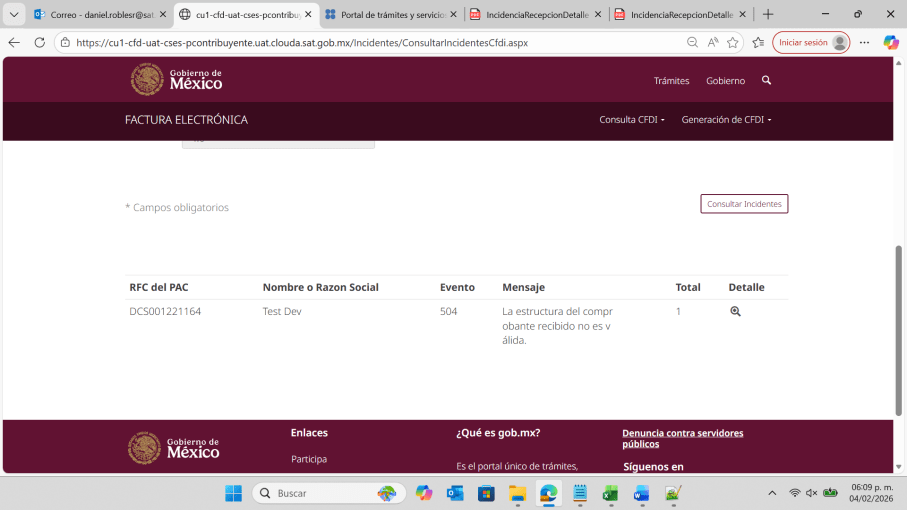 Correo - daniel.roblesr@sat
cu1-cfd-uat-cses-pcontribuy
Portal de trámites y servicio
IncidenciaRecepcionDetalle
IncidenciaRecepcionDetalle
https://cu1-cfd-uat-cses-pcontribuyente.uat.clouda.sat.gob.mx/Incidentes/ConsultarIncidentesCfdi.aspx
Iniciar sesión
Gobierno de
México
Trámites
Gobierno
FACTURA ELECTRÓNICA
Consulta CFDI
Generación de CFDI
* Campos obligatorios
Consultar Incidentes
RFC del PAC
Nombre o Razon Social
Evento
Mensaje
Total
Detalle
DCS001221164
Test Dev
504
La estructura del compr
obante recibido no es v
álida.
1
Gobierno de
México
Enlaces
Participa
¿Qué es gob.mx?
Es el portal único de trámites,
Denuncia contra servidores
públicos
Síguenos en
Buscar
06:09 p. m.
04/02/2026